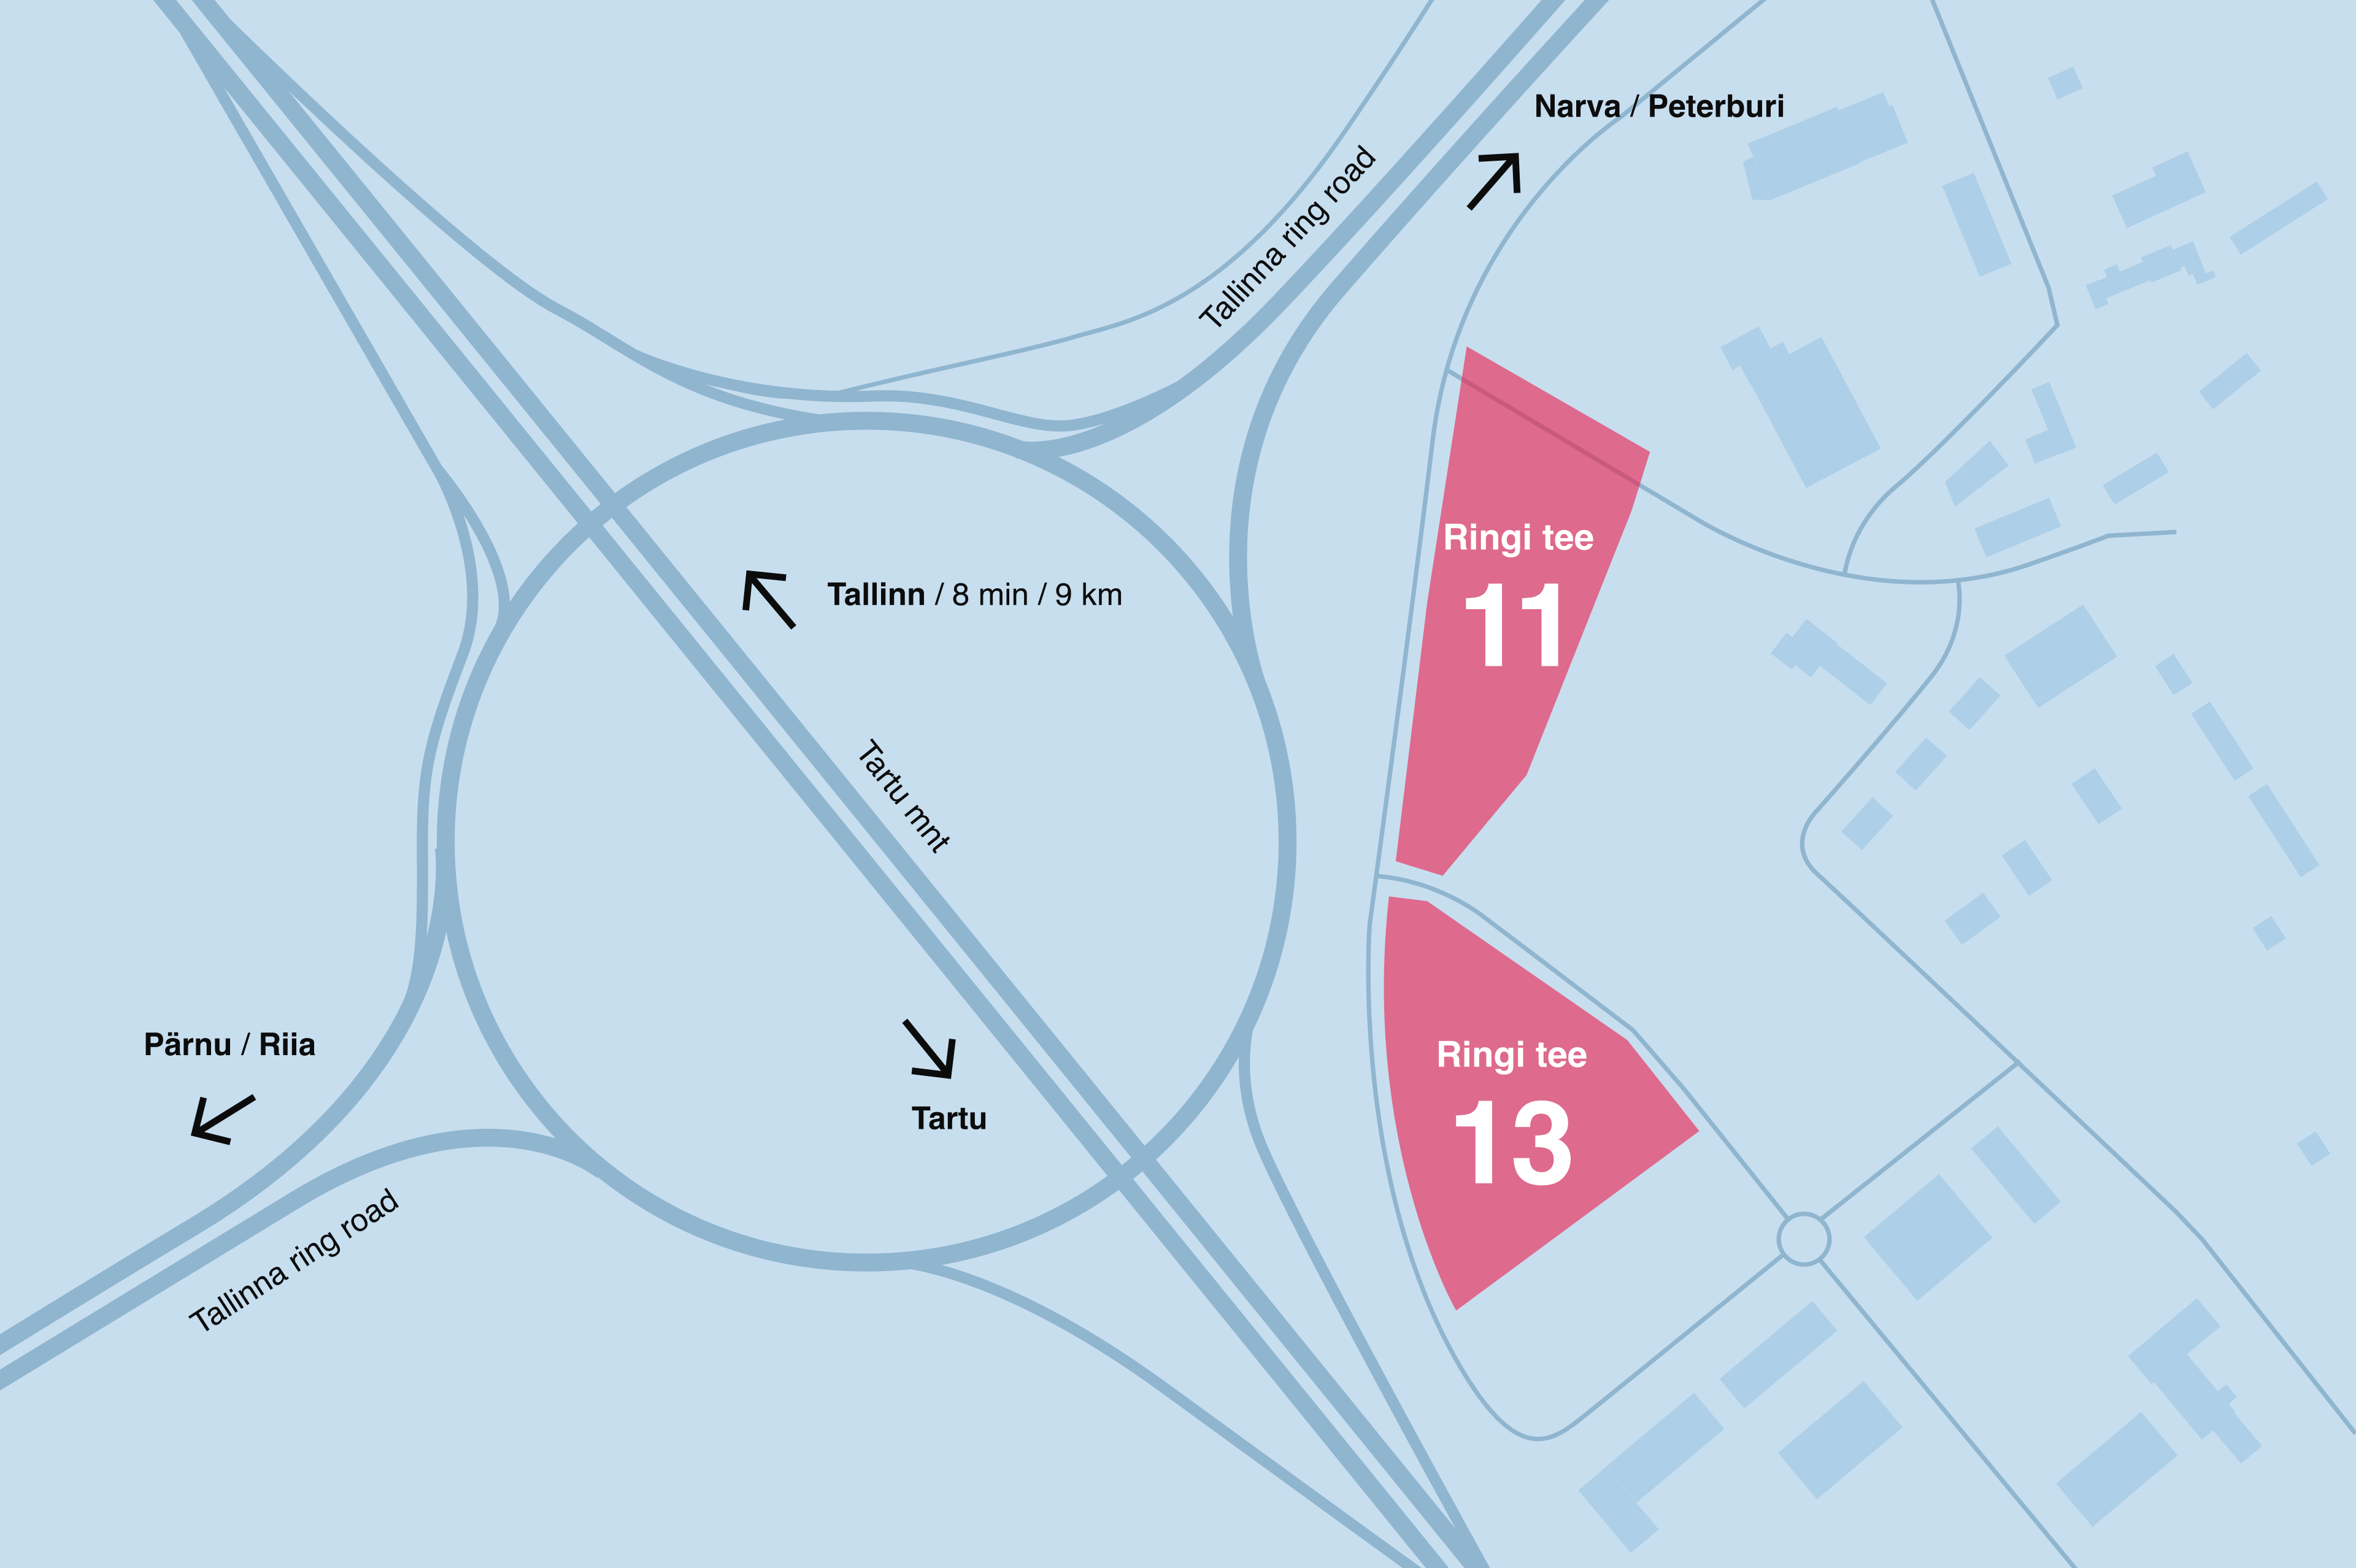 Narva / Peterburi
Tallinna ring road
Ringi tee
11
Tallinn / 8 min / 9 km
Tartu mnt
Pärnu / Riia
Tartu
Ringi tee
13
Tallinna ring road